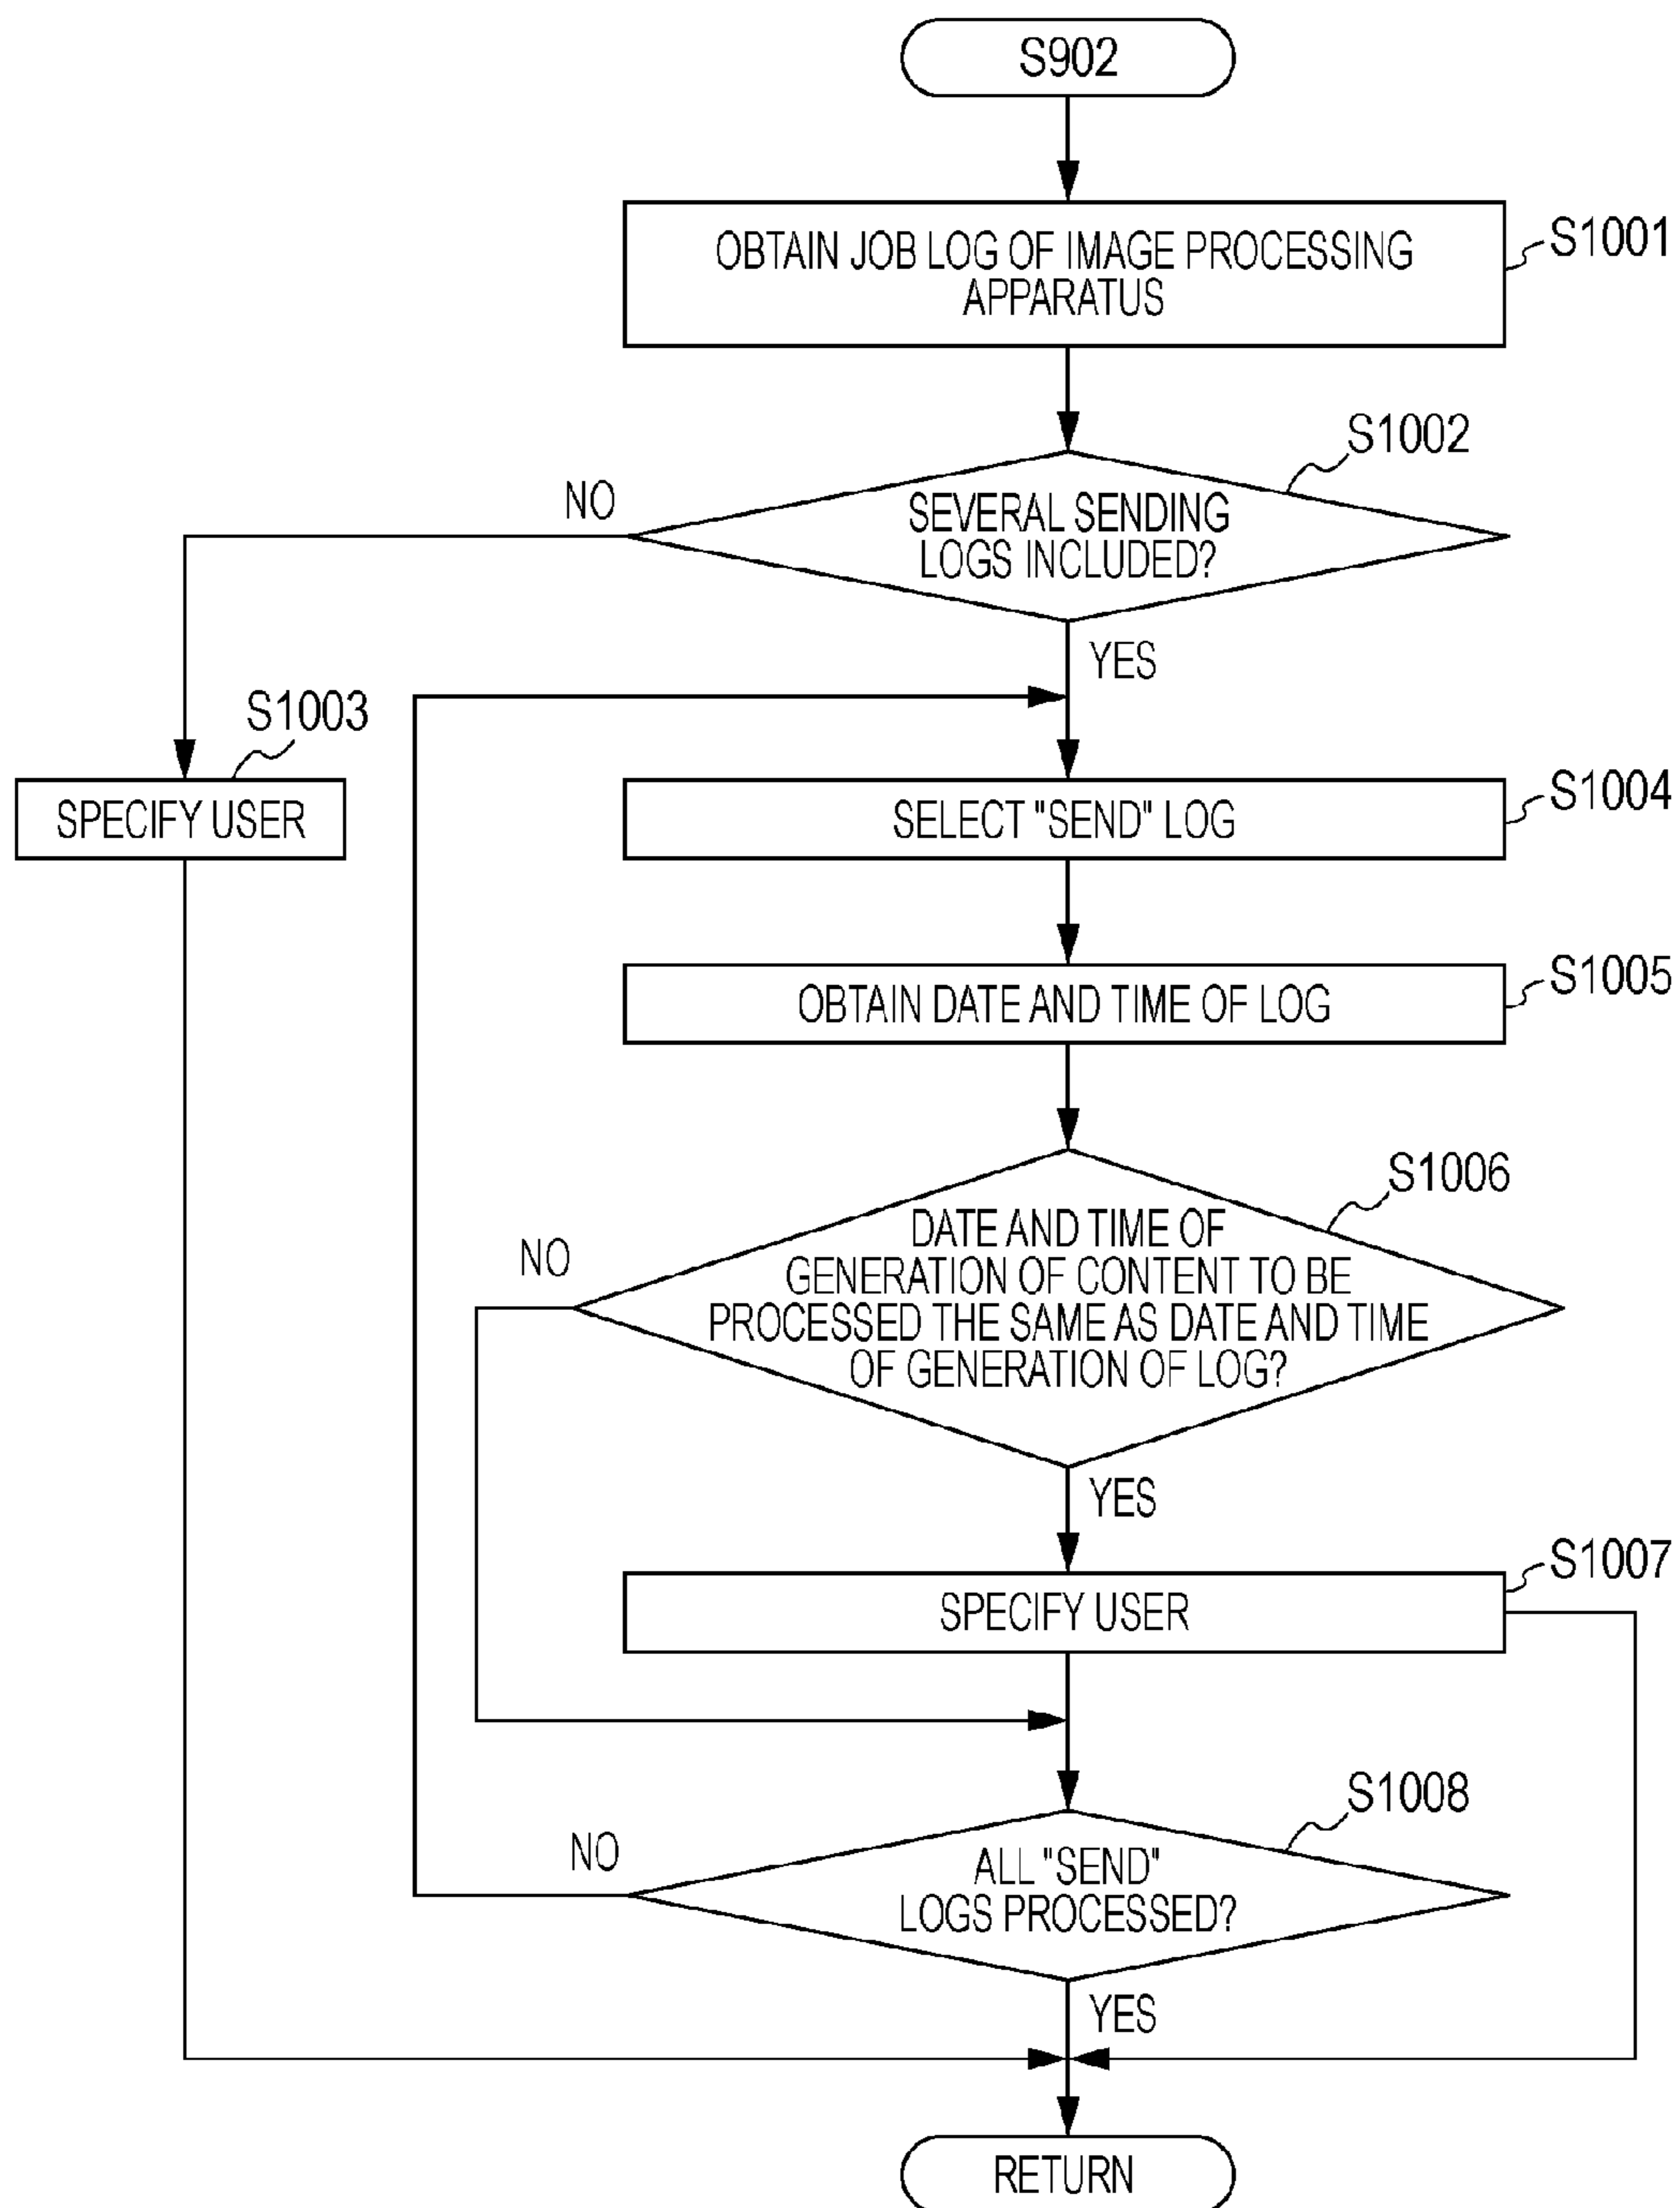 S902
OBTAIN JOB LOG OF IMAGE PROCESSING
APPARATUS
S1001
S1002
NO
SEVERAL SENDING
LOGS INCLUDED?
YES
S1003
SPECIFY USER
SELECT "SEND" LOG
S1004
OBTAIN DATE AND TIME OF LOG
S1005
S1006
NO
DATE AND TIME OF
GENERATION OF CONTENT TO BE
PROCESSED THE SAME AS DATE AND TIME
OF GENERATION OF LOG?
YES
S1007
SPECIFY USER
S1008
NO
ALL "SEND"
LOGS PROCESSED?
YES
RETURN